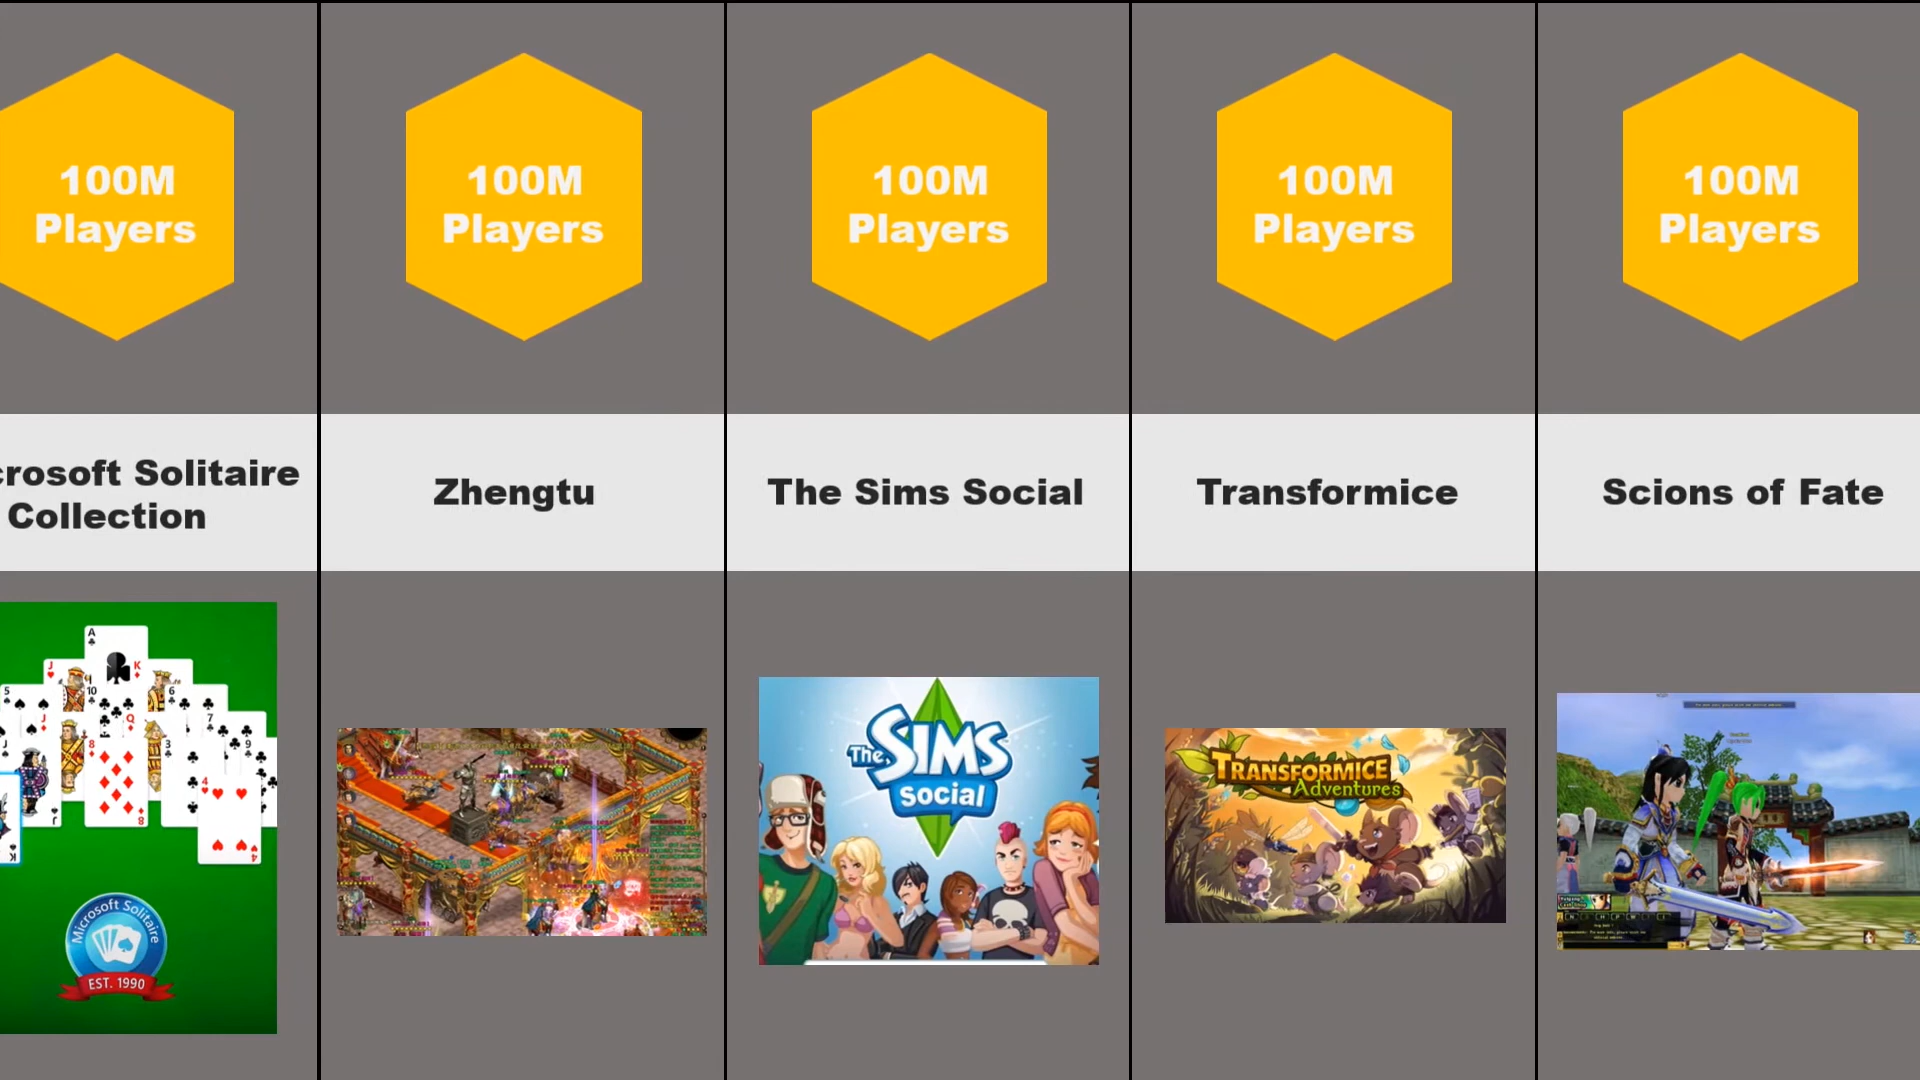 100M
Players
100M
Players
100M
Players
100M
Players
100M
Players
crosoft Solitaire
Collection
Zhengtu
The Sims Social
Transformice
Scions of Fate
Microsoft Solitaire
EST. 1990
The SIMS
Social
TRANSFORMICE
Adventures